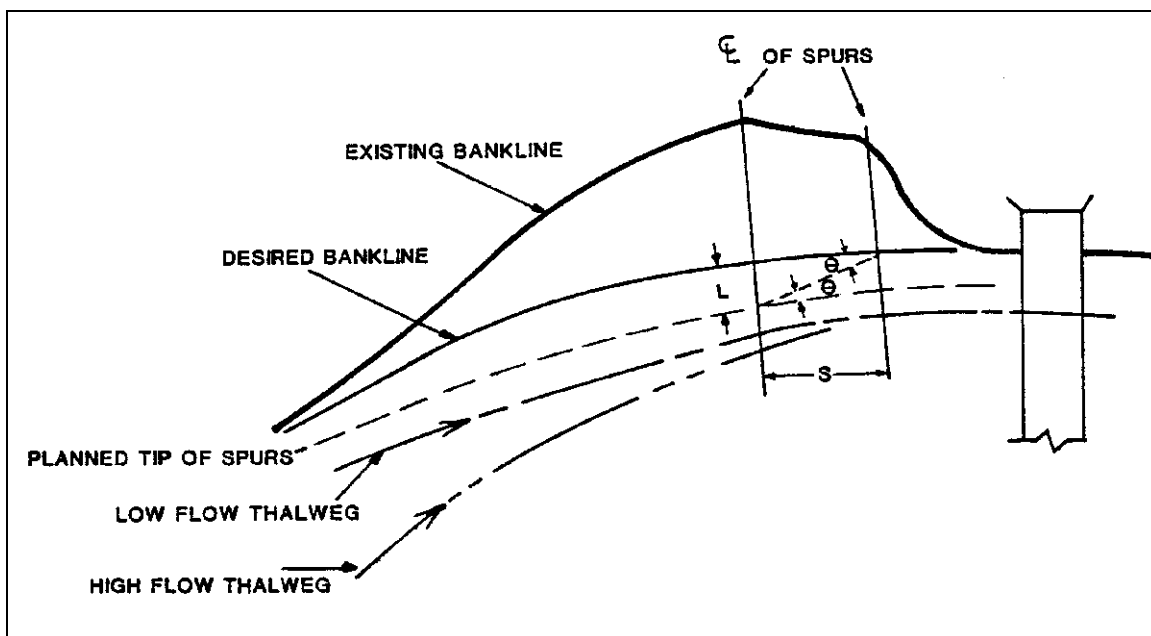 ℄ OF SPURS
EXISTING BANKLINE
DESIRED BANKLINE
θ
θ
L
S
PLANNED TIP OF SPURS
LOW FLOW THALWEG
HIGH FLOW THALWEG